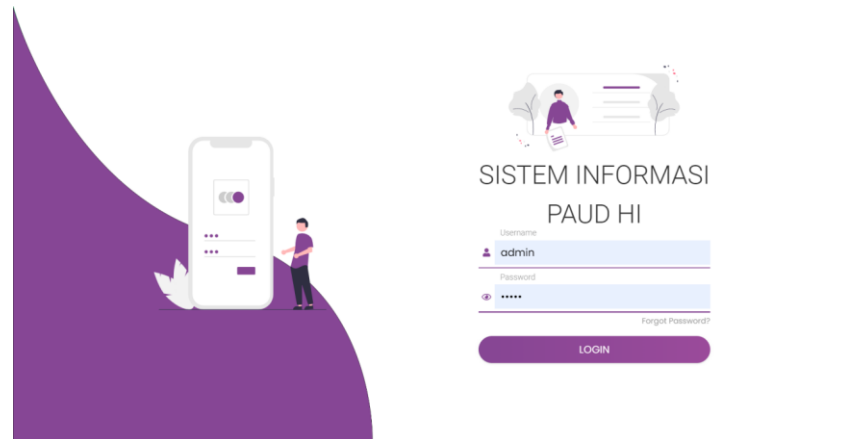 SISTEM INFORMASI
PAUD HI
Username
admin
Password
•••••
Forgot Password?
LOGIN